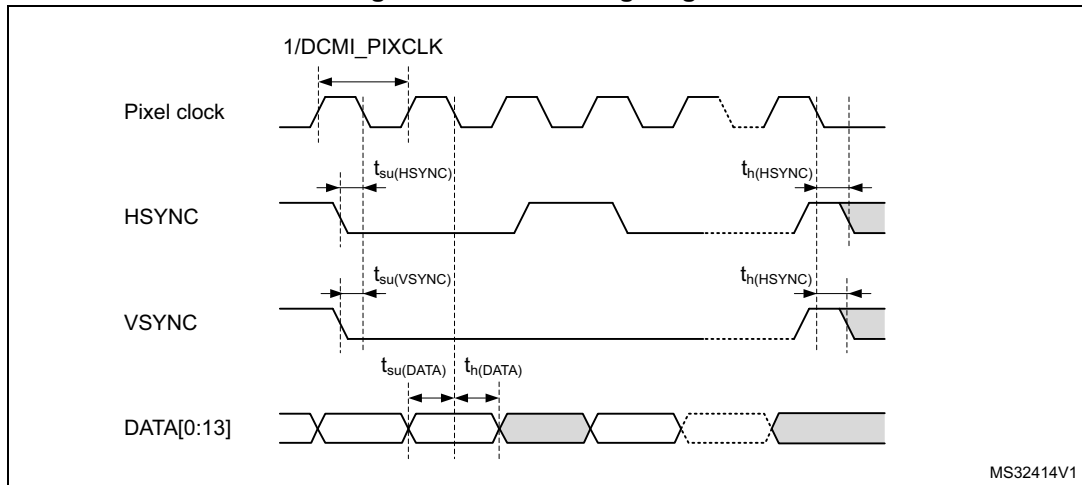 1/DCMI_PIXCLK
Pixel clock
tsu(HSYNC) th(HSYNC)
HSYNC
tsu(VSYNC) th(HSYNC)
VSYNC
tsu(DATA) th(DATA)
DATA[0:13]
MS32414V1